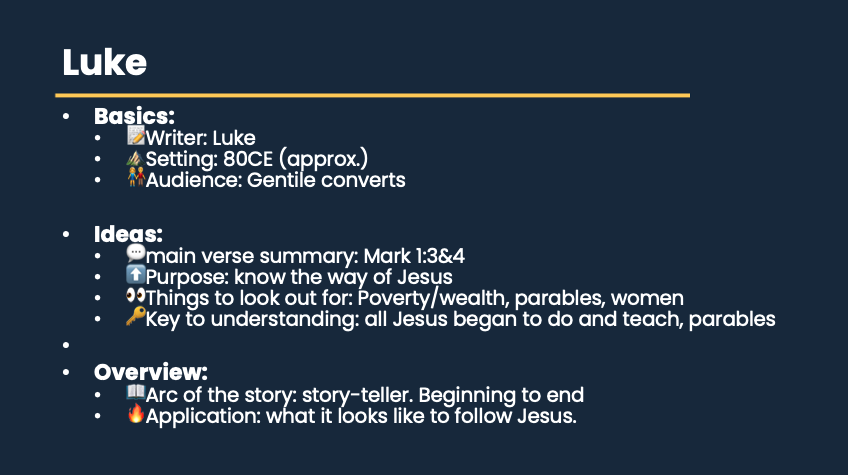 Luke
• Basics:
• 📝Writer: Luke
• ⛰️Setting: 80CE (approx.)
• 👫Audience: Gentile converts
• Ideas:
• 💬main verse summary: Mark 1:3&4
• ⬆️Purpose: know the way of Jesus
• 👀Things to look out for: Poverty/wealth, parables, women
• 🔑Key to understanding: all Jesus began to do and teach, parables
•
• Overview:
• 📖Arc of the story: story-teller. Beginning to end
• 🔥Application: what it looks like to follow Jesus.